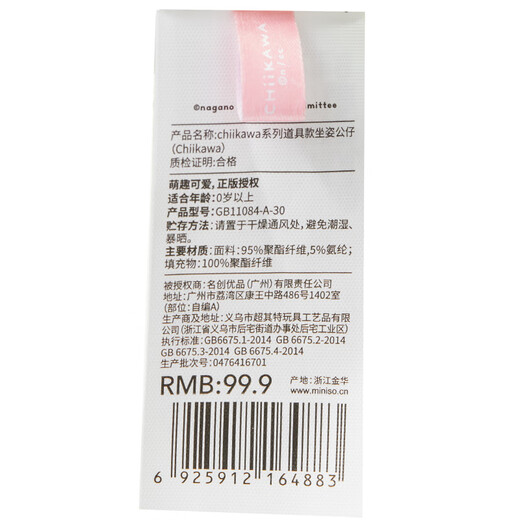 CHiiKAWA
©nagano
mittee
产品名称:chiikawa系列道具款坐姿公仔
(Chiikawa)
质检证明:合格
萌趣可爱,正版授权
适合年龄:0岁以上
产品型号:GB11084-A-30
贮存方法:请置于干燥通风处,避免潮湿、
暴晒。
主要材质:面料:95%聚酯纤维,5%氨纶;
填充物:100%聚酯纤维
被授权商:名创优品(广州)有限责任公司
地址:广州市荔湾区康王中路486号1402室
(部位:自编A)
生产商及地址:义乌市超其特玩具工艺品有限
公司(浙江省义乌市后宅街道办事处后宅工业区)
执行标准:GB6675.1-2014 GB 6675.2-2014
GB 6675.3-2014 GB 6675.4-2014
生产批次号:0476416701
RMB:99.9
产地:浙江金华
www.miniso.cn
6 925912 164883